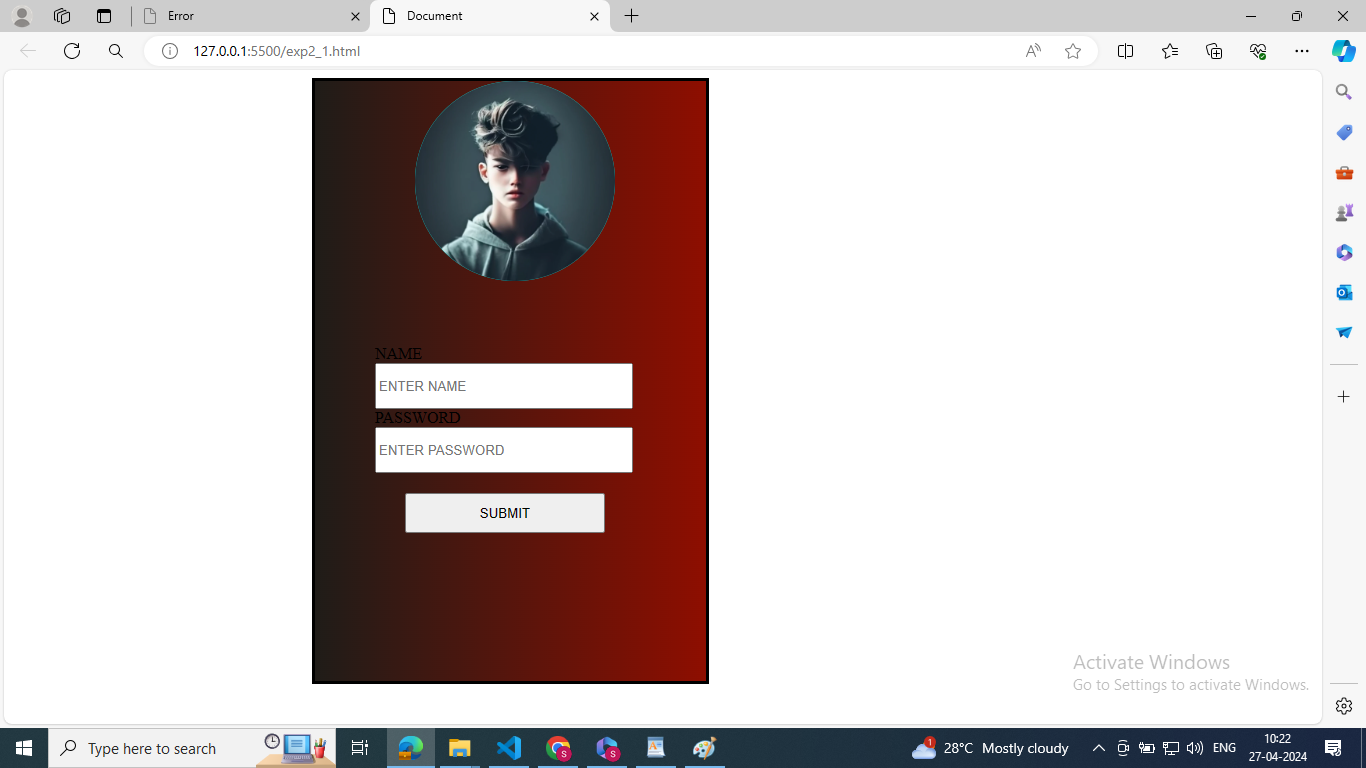 Error
Document
127.0.0.1:5500/exp2_1.html
NAME
ENTER NAME
PASSWORD
ENTER PASSWORD
SUBMIT
Activate Windows
Go to Settings to activate Windows.
Type here to search
1
28°C Mostly cloudy
ENG
10:22
27-04-2024